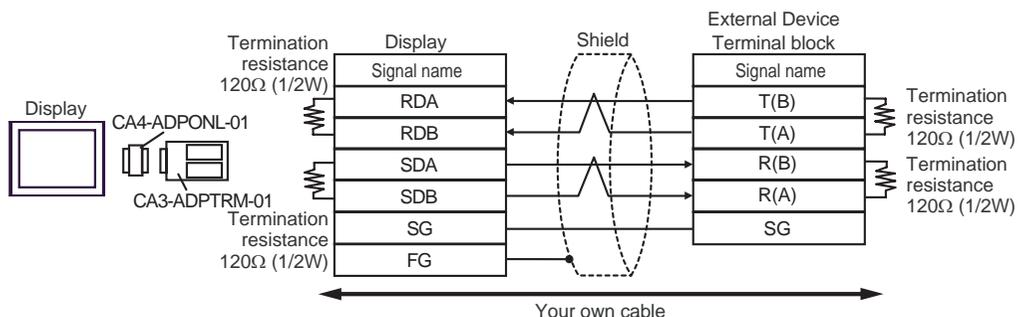 Display
CA4-ADPONL-01
CA3-ADPTRM-01
Termination
resistance
120Ω (1/2W)
Termination
resistance
120Ω (1/2W)
Display
Signal name
RDA
RDB
SDA
SDB
SG
FG
Shield
External Device
Terminal block
Signal name
T(B)
T(A)
R(B)
R(A)
SG
Termination
resistance
120Ω (1/2W)
Termination
resistance
120Ω (1/2W)
Your own cable